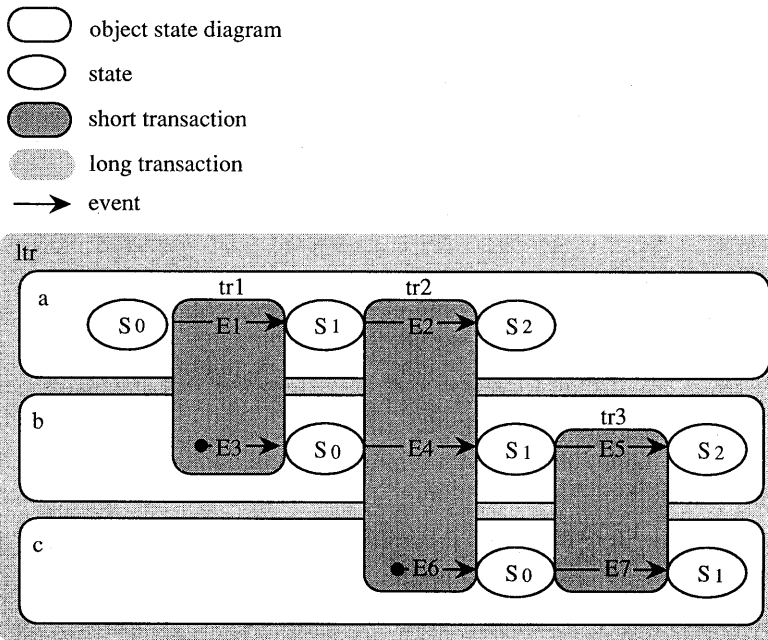 object state diagram
state
short transaction
long transaction
event
ltr
tr1 tr2
a
S0 E1 S1 E2 S2
b
tr3
E3 S0 E4 S1 E5 S2
c
E6 S0 E7 S1